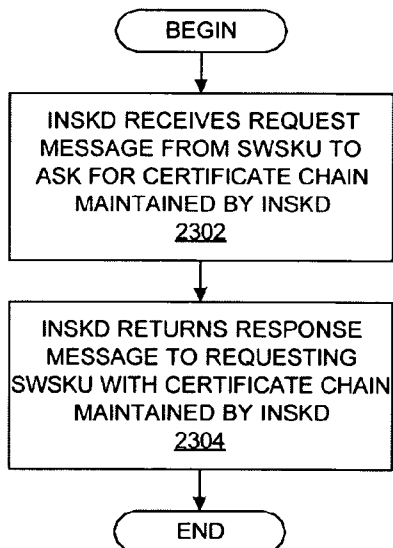 BEGIN
INSKD RECEIVES REQUEST
MESSAGE FROM SWSKU TO
ASK FOR CERTIFICATE CHAIN
MAINTAINED BY INSKD
2302
INSKD RETURNS RESPONSE
MESSAGE TO REQUESTING
SWSKU WITH CERTIFICATE CHAIN
MAINTAINED BY INSKD
2304
END